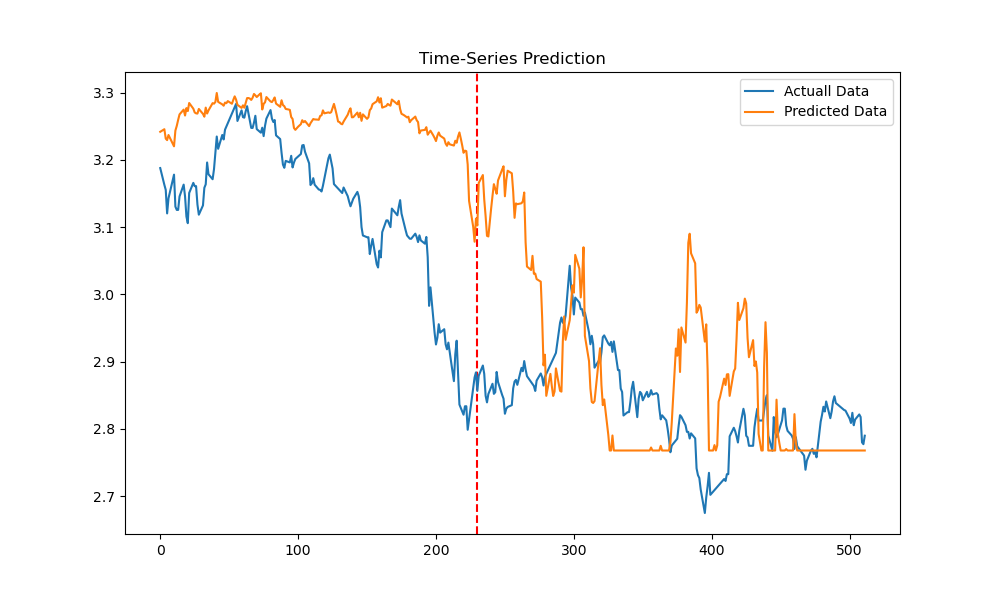 Time-Series Prediction
Actuall Data
Predicted Data
3.3
3.2
3.1
3.0
2.9
2.8
2.7
0 100 200 300 400 500